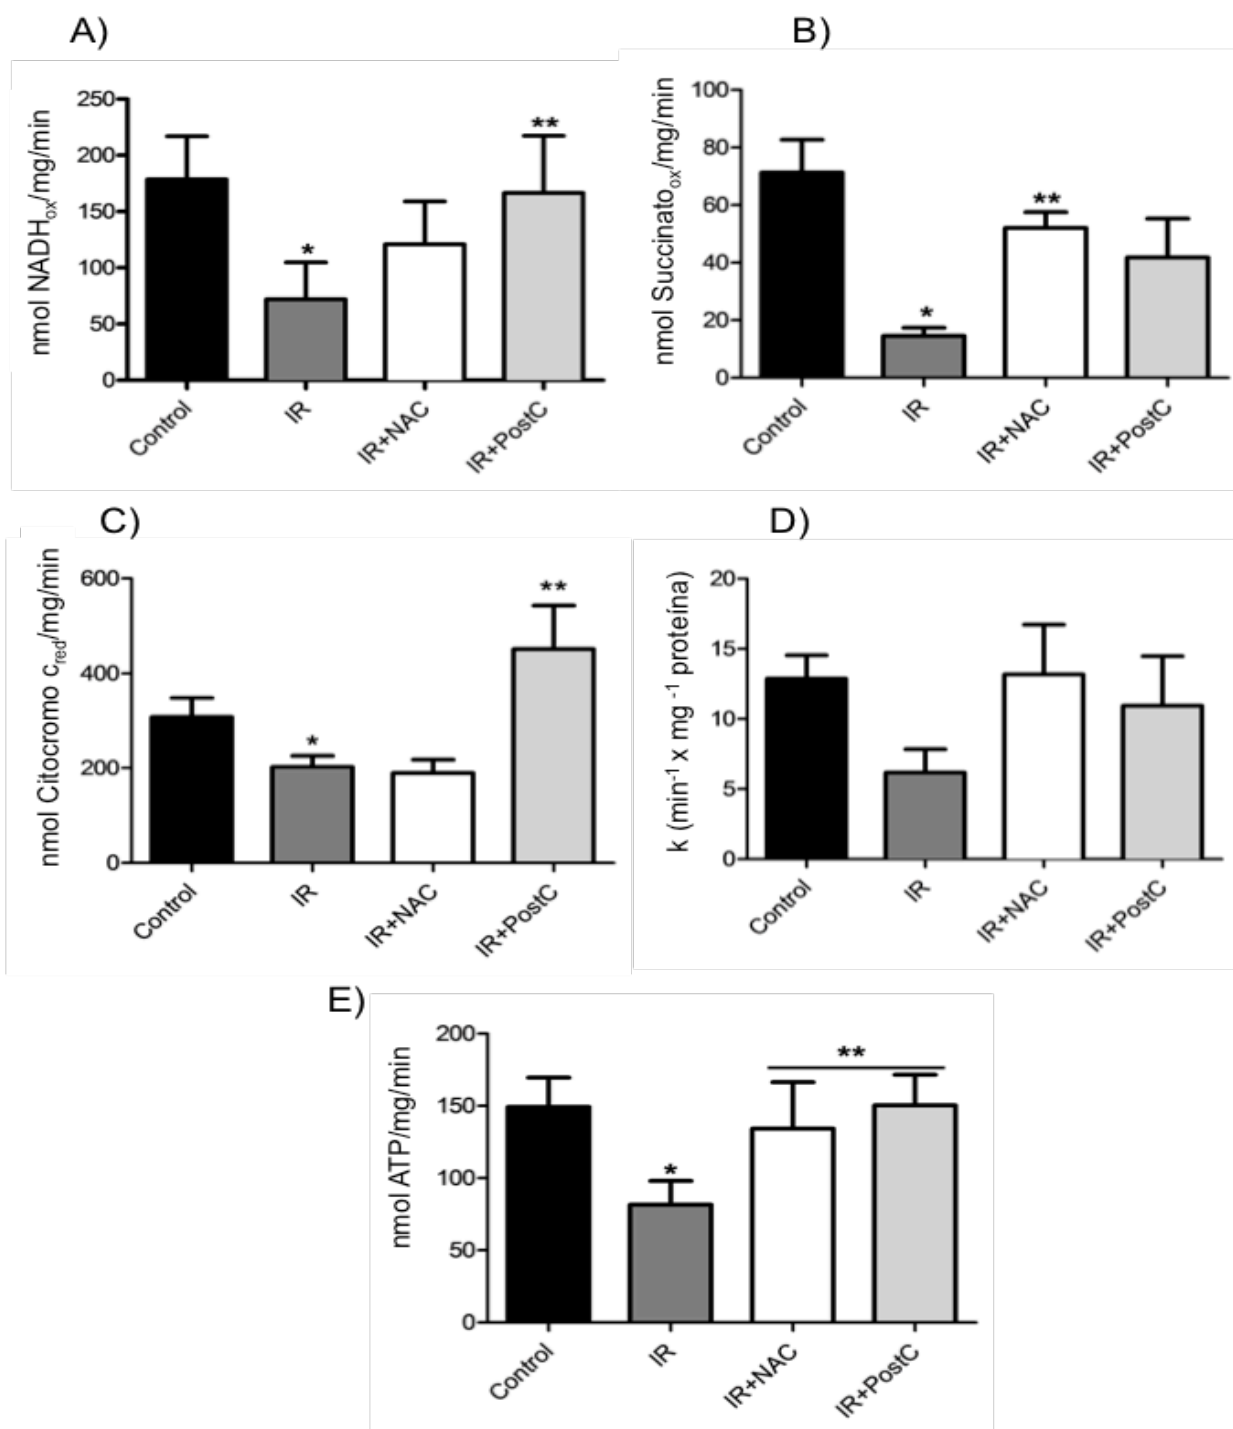 A)
nmol NADHox/mg/min
250
200
150
100
50
0
*
**
Control
IR
IR+NAC
IR+PostC
B)
nmol Succinatoox/mg/min
100
80
60
40
20
0
*
**
Control
IR
IR+NAC
IR+PostC
C)
nmol Citocromo cred/mg/min
600
400
200
0
*
**
Control
IR
IR+NAC
IR+PostC
D)
k (min-1 x mg -1 proteína)
20
15
10
5
0
Control
IR
IR+NAC
IR+PostC
E)
nmol ATP/mg/min
200
150
100
50
0
*
**
Control
IR
IR+NAC
IR+PostC